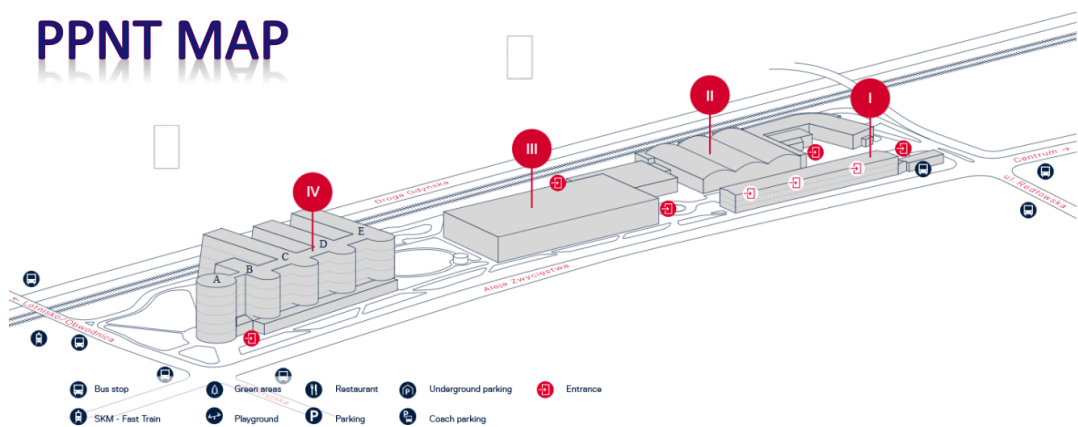 PPNT MAP
I
II
III
IV
Centrum →
ul. Redłowska
Droga Gdyńska
E
D
C
B
A
Aleja Zwycięstwa
← Lotnisko/Obwodnica
Bus stop
Green areas
Restaurant
P Underground parking
Entrance
SKM - Fast Train
Playground
P Parking
P Coach parking